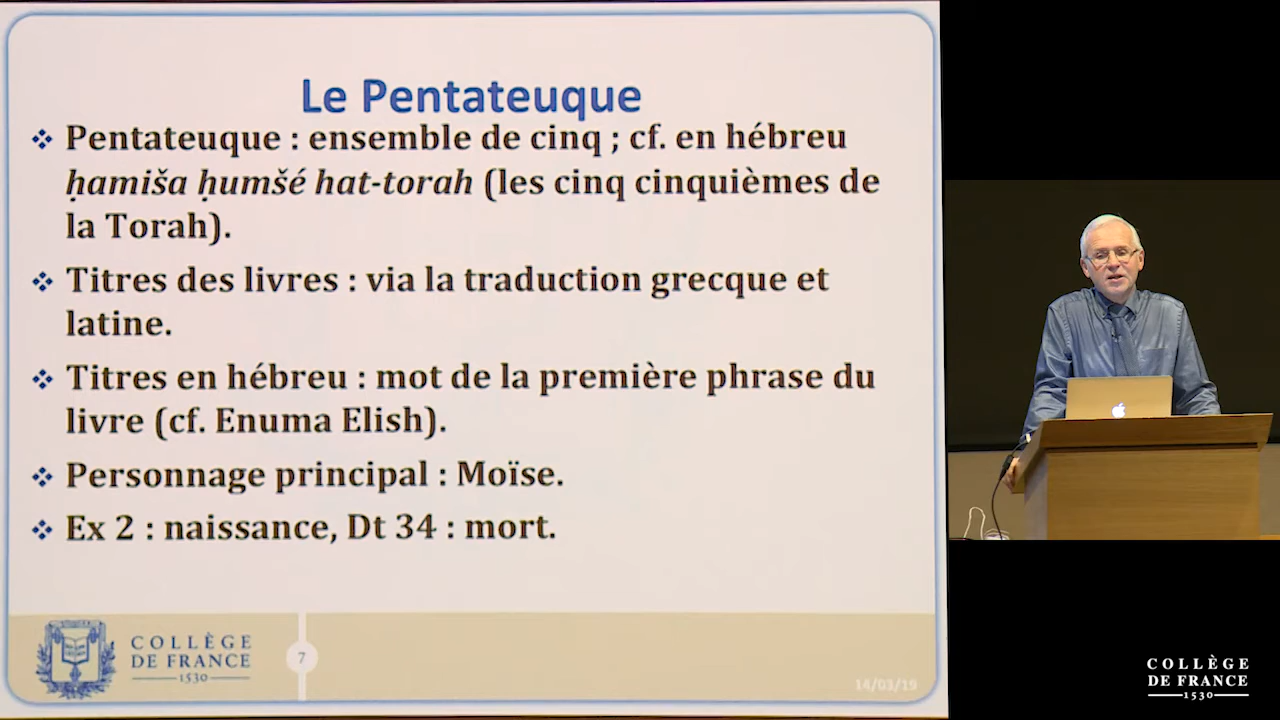 Le Pentateuque
❖ Pentateuque : ensemble de cinq ; cf. en hébreu
ḥamiša ḥumšé hat-torah (les cinq cinquièmes de
la Torah).
❖ Titres des livres : via la traduction grecque et
latine.
❖ Titres en hébreu : mot de la première phrase du
livre (cf. Enuma Elish).
❖ Personnage principal : Moïse.
❖ Ex 2 : naissance, Dt 34 : mort.
COLLÈGE
DE FRANCE
1530
7
14/03/19
COLLÈGE
DE FRANCE
1530